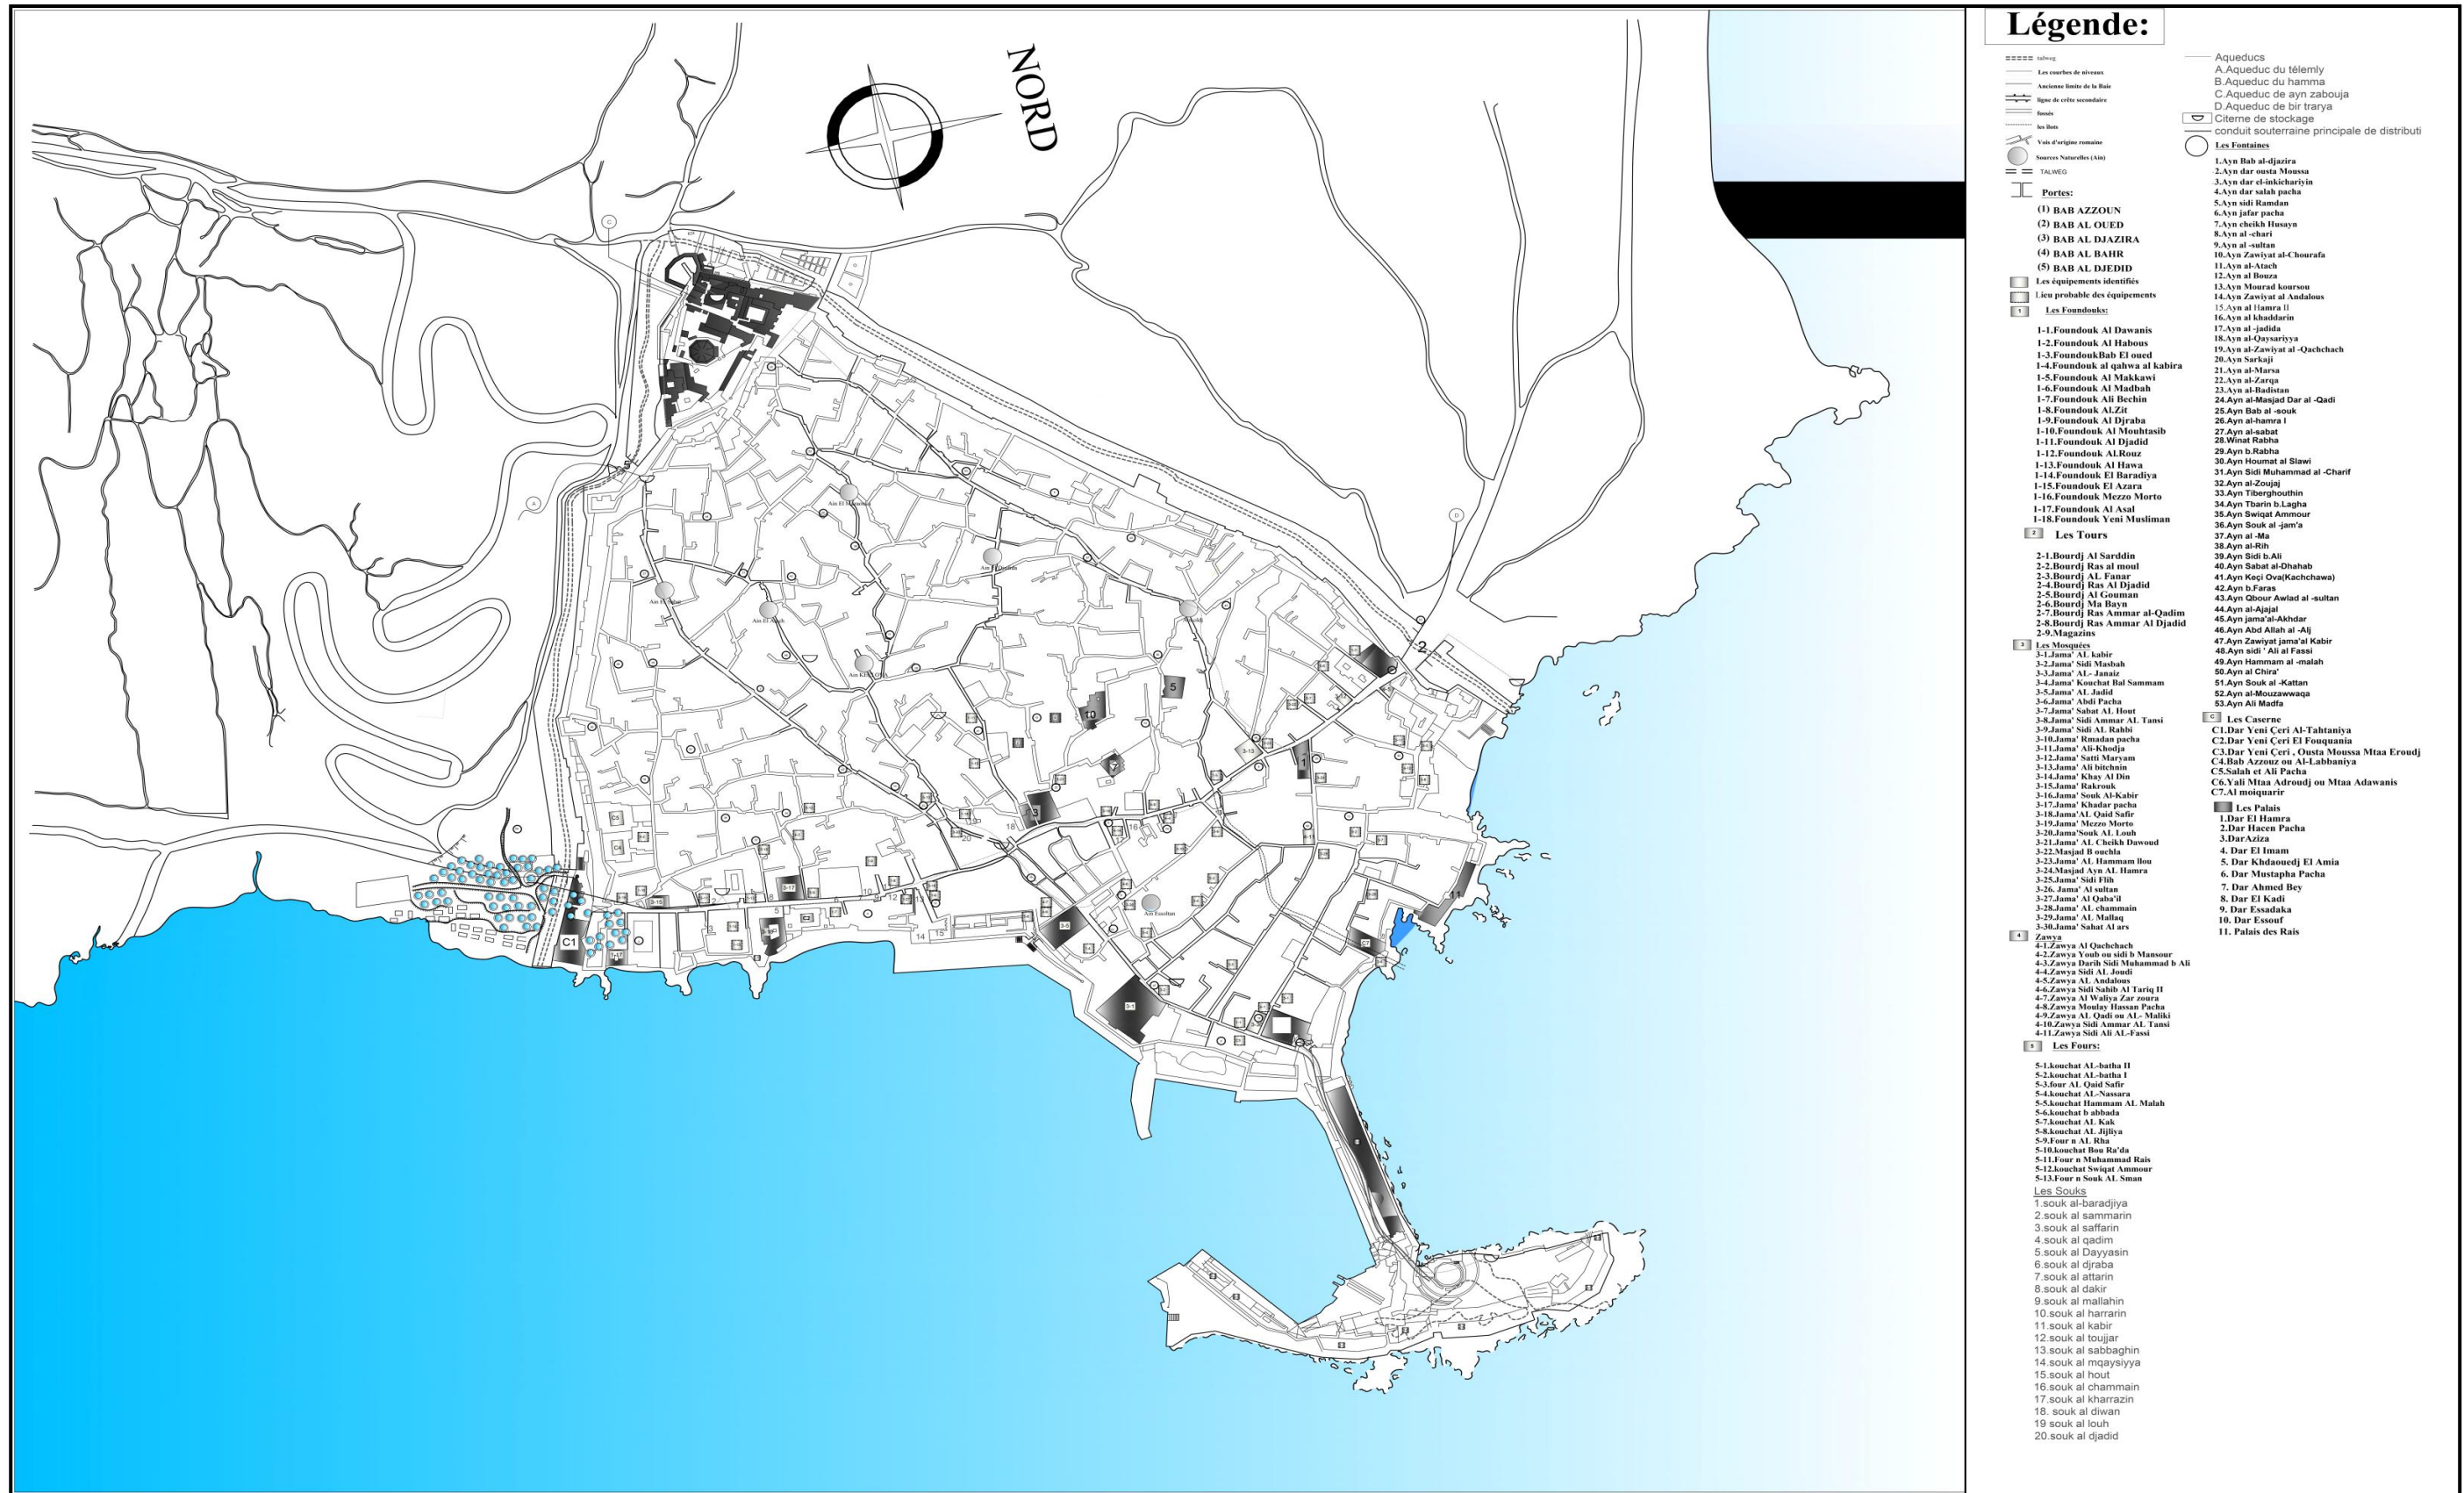 NORD
C
A
D
Ain El Atach
Ain Essoltan
5
2
5
10
7
3
1
18
16
20
10
12
13
14
15
11
3-13
3-17
3-5
3-1
C1
C2
C4
C5
C7
1-17
Légende:
talweg
Les courbes de niveaux
Ancienne limite de la Baie
ligne de crête secondaire
fossés
les îlots
Vois d'origine romaine
Sources Naturelles (Ain)
TALWEG
Portes:
(1) BAB AZZOUN
(2) BAB AL OUED
(3) BAB AL DJAZIRA
(4) BAB AL BAHR
(5) BAB AL DJEDID
Les équipements identifiés
Lieu probable des équipements
1 Les Foundouks:
1-1.Foundouk Al Dawanis
1-2.Foundouk Al Habous
1-3.FoundoukBab El oued
1-4.Foundouk al qahwa al kabira
1-5.Foundouk Al Makkawi
1-6.Foundouk Al Madbah
1-7.Foundouk Ali Bechin
1-8.Foundouk Al.Zit
1-9.Foundouk Al Djraba
1-10.Foundouk Al Mouhtasib
1-11.Foundouk Al Djadid
1-12.Foundouk Al.Rouz
1-13.Foundouk Al Hawa
1-14.Foundouk El Baradiya
1-15.Foundouk El Azara
1-16.Foundouk Mezzo Morto
1-17.Foundouk Al Asal
1-18.Foundouk Yeni Musliman
2 Les Tours
2-1.Bourdj Al Sarddin
2-2.Bourdj Ras al moul
2-3.Bourdj AL Fanar
2-4.Bourdj Ras Al Djadid
2-5.Bourdj Al Gouman
2-6.Bourdj Ma Bayn
2-7.Bourdj Ras Ammar al-Qadim
2-8.Bourdj Ras Ammar Al Djadid
2-9.Magazins
3 Les Mosquées
3-1.Jama' AL kabir
3-2.Jama' Sidi Masbah
3-3.Jama' AL- Janaiz
3-4.Jama' Kouchat Bal Sammam
3-5.Jama' AL Jadid
3-6.Jama' Abdi Pacha
3-7.Jama' Sabat AL Hout
3-8.Jama' Sidi Ammar AL Tansi
3-9.Jama' Sidi AL Rahbi
3-10.Jama' Rmadan pacha
3-11.Jama' Ali-Khodja
3-12.Jama' Satti Maryam
3-13.Jama' Ali bitchnin
3-14.Jama' Khay Al Din
3-15.Jama' Rakrouk
3-16.Jama' Souk Al-Kabir
3-17.Jama' Khadar pacha
3-18.Jama'AL Qaid Safir
3-19.Jama' Mezzo Morto
3-20.Jama'Souk AL Louh
3-21.Jama' AL Cheikh Dawoud
3-22.Masjad B ouchla
3-23.Jama' AL Hammam llou
3-24.Masjad Ayn AL Hamra
3-25.Jama' Sidi Flih
3-26. Jama' Al sultan
3-27.Jama' Al Qaba'il
3-28.Jama' AL chammain
3-29.Jama' AL Mallaq
3-30.Jama' Sahat Al ars
4 Zawya
4-1.Zawya Al Qachchach
4-2.Zawya Youb ou sidi b Mansour
4-3.Zawya Darih Sidi Muhammad b Ali
4-4.Zawya Sidi AL Joudi
4-5.Zawya AL Andalous
4-6.Zawya Sidi Sahib Al Tariq II
4-7.Zawya Al Waliya Zar zoura
4-8.Zawya Moulay Hassan Pacha
4-9.Zawya AL Qadi ou AL- Maliki
4-10.Zawya Sidi Ammar AL Tansi
4-11.Zawya Sidi Ali AL-Fassi
5 Les Fours:
5-1.kouchat AL-batha II
5-2.kouchat AL-batha I
5-3.four AL Qaid Safir
5-4.kouchat AL-Nassara
5-5.kouchat Hammam AL Malah
5-6.kouchat b abbada
5-7.kouchat AL Kak
5-8.kouchat AL Jijliya
5-9.Four n AL Rha
5-10.kouchat Bou Ra'da
5-11.Four n Muhammad Rais
5-12.kouchat Swiqat Ammour
5-13.Four n Souk AL Sman
Les Souks
1.souk al-baradjiya
2.souk al sammarin
3.souk al saffarin
4.souk al qadim
5.souk al Dayyasin
6.souk al djraba
7.souk al attarin
8.souk al dakir
9.souk al mallahin
10.souk al harrarin
11.souk al kabir
12.souk al toujjar
13.souk al sabbaghin
14.souk al mqaysiyya
15.souk al hout
16.souk al chammain
17.souk al kharrazin
18. souk al diwan
19 souk al louh
20.souk al djadid
Aqueducs
A.Aqueduc du télemly
B.Aqueduc du hamma
C.Aqueduc de ayn zabouja
D.Aqueduc de bir trarya
Citerne de stockage
conduit souterraine principale de distributi
Les Fontaines
1.Ayn Bab al-djazira
2.Ayn dar ousta Moussa
3.Ayn dar el-inkichariyin
4.Ayn dar salah pacha
5.Ayn sidi Ramdan
6.Ayn jafar pacha
7.Ayn cheikh Husayn
8.Ayn al -chari
9.Ayn al -sultan
10.Ayn Zawiyat al-Chourafa
11.Ayn al-Atach
12.Ayn al Bouza
13.Ayn Mourad koursou
14.Ayn Zawiyat al Andalous
15.Ayn al Hamra II
16.Ayn al khaddarin
17.Ayn al -jadida
18.Ayn al-Qaysariyya
19.Ayn al-Zawiyat al -Qachchach
20.Ayn Sarkaji
21.Ayn al-Marsa
22.Ayn al-Zarqa
23.Ayn al-Badistan
24.Ayn al-Masjad Dar al -Qadi
25.Ayn Bab al -souk
26.Ayn al-hamra I
27.Ayn al-sabat
28.Winat Rabha
29.Ayn b.Rabha
30.Ayn Houmat al Slawi
31.Ayn Sidi Muhammad al -Charif
32.Ayn al-Zoujaj
33.Ayn Tiberghouthin
34.Ayn Tbarin b.Lagha
35.Ayn Swiqat Ammour
36.Ayn Souk al -jam'a
37.Ayn al -Ma
38.Ayn al-Rih
39.Ayn Sidi b.Ali
40.Ayn Sabat al-Dhahab
41.Ayn Keçi Ova(Kachchawa)
42.Ayn b.Faras
43.Ayn Qbour Awlad al -sultan
44.Ayn al-Ajajal
45.Ayn jama'al-Akhdar
46.Ayn Abd Allah al -Alj
47.Ayn Zawiyat jama'al Kabir
48.Ayn sidi ' Ali al Fassi
49.Ayn Hammam al -malah
50.Ayn al Chira'
51.Ayn Souk al -Kattan
52.Ayn al-Mouzawwaqa
53.Ayn Ali Madfa
C Les Caserne
C1.Dar Yeni Çeri Al-Tahtaniya
C2.Dar Yeni Çeri El Fouquania
C3.Dar Yeni Çeri , Ousta Moussa Mtaa Eroudj
C4.Bab Azzouz ou Al-Labbaniya
C5.Salah et Ali Pacha
C6.Yali Mtaa Adroudj ou Mtaa Adawanis
C7.Al moiquarir
Les Palais
1.Dar El Hamra
2.Dar Hacen Pacha
3.DarAziza
4. Dar El Imam
5. Dar Khdaouedj El Amia
6. Dar Mustapha Pacha
7. Dar Ahmed Bey
8. Dar El Kadi
9. Dar Essadaka
10. Dar Essouf
11. Palais des Rais